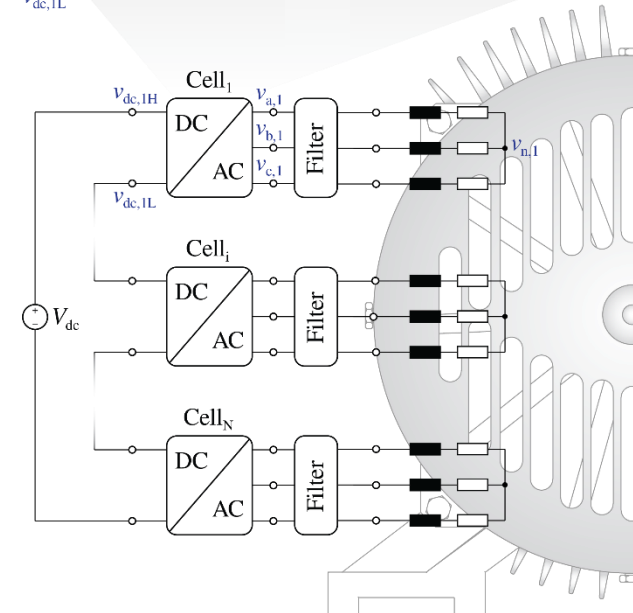 v_dc,1L
Cell_1
v_dc,1H
v_a,1
DC
v_b,1
Filter
v_n,1
AC
v_c,1
v_dc,1L
Cell_i
DC
Filter
AC
+
−
V_dc
Cell_N
DC
Filter
AC